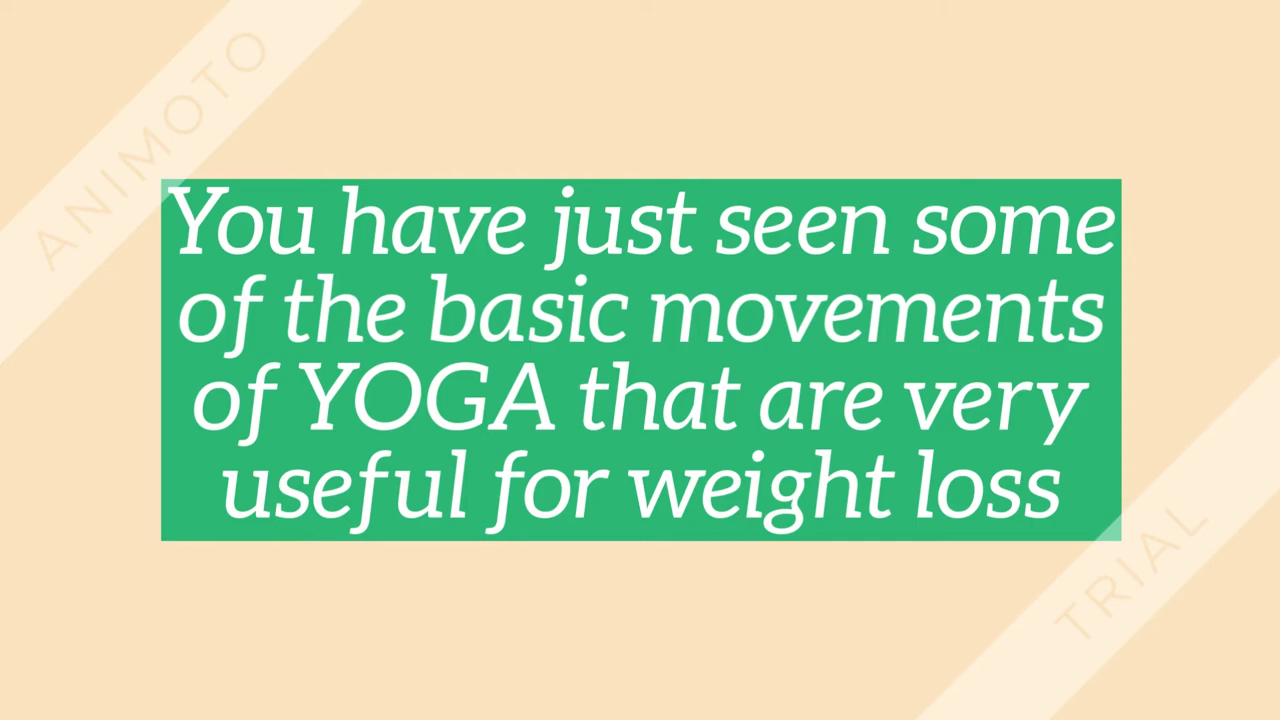 ANIMOTO
You have just seen some
of the basic movements
of YOGA that are very
useful for weight loss
TRIAL